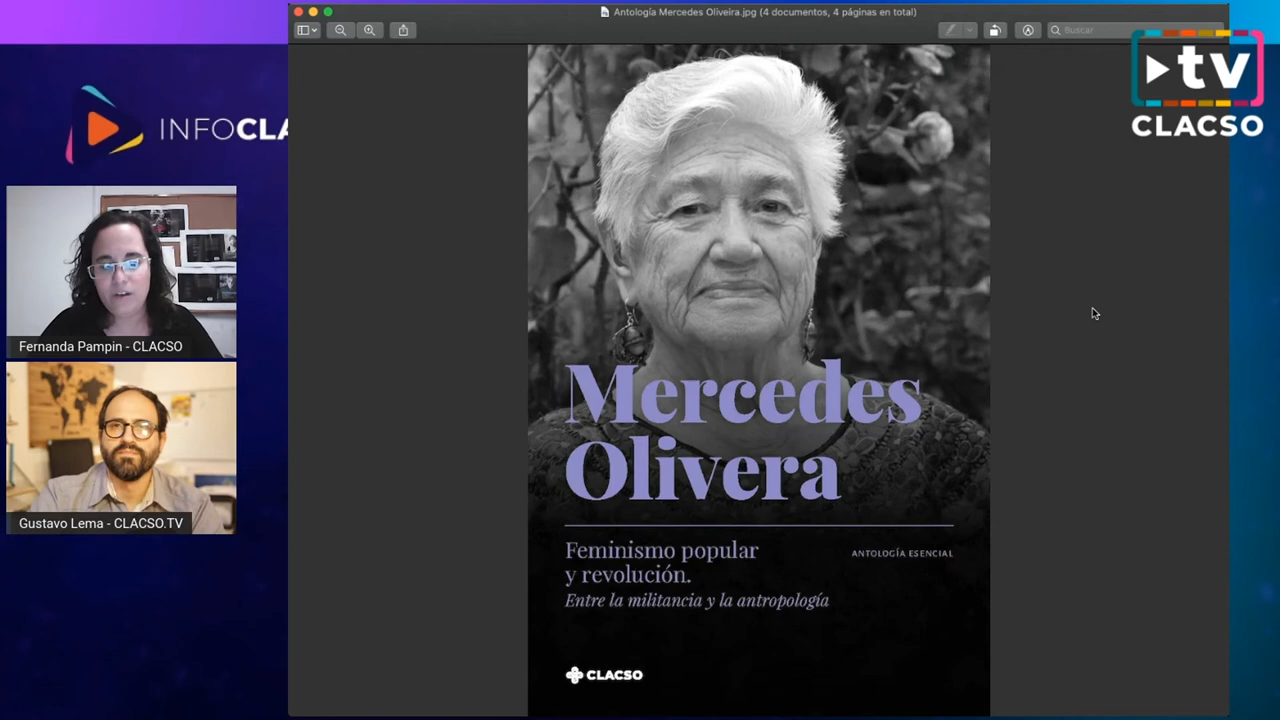 Antología Mercedes Oliveira.jpg (4 documentos, 4 páginas en total)
Buscar
tv
CLACSO
INFOCLA
Fernanda Pampin - CLACSO
Gustavo Lema - CLACSO.TV
Mercedes
Olivera
Feminismo popular
y revolución.
ANTOLOGÍA ESENCIAL
Entre la militancia y la antropología
CLACSO